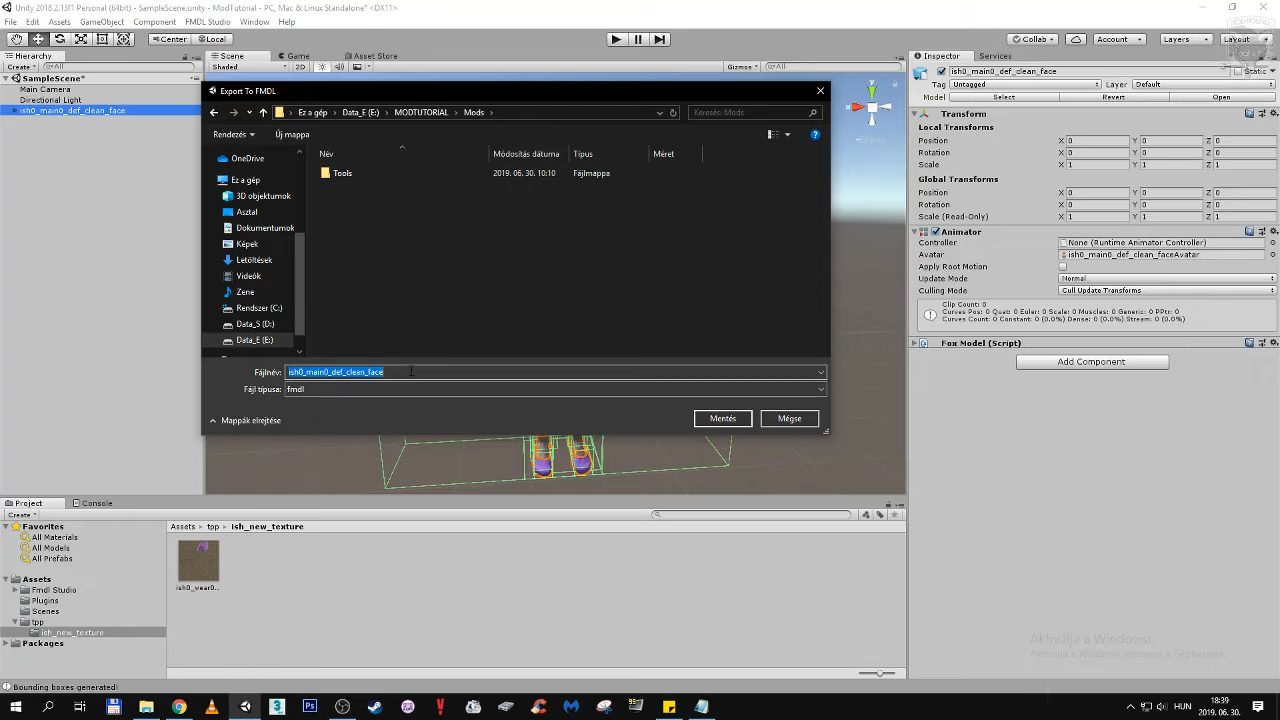 Unity 2018.2.13f1 Personal (64bit) - SampleScene.unity - ModTutorial - PC, Mac & Linux Standalone* <DX11>
File Edit Assets GameObject Component FMDL Studio Window Help
Center Local
Collab Account Layers Layout
Hierarchy
Create All
SampleScene*
Main Camera
Directional Light
ish0_main0_def_clean_face
Scene Game Asset Store
Shaded 2D Gizmos All
Export To FMDL
Ez a gép Data_E (E:) MODTUTORIAL Mods
Keresés: Mods
Rendezés Új mappa
Név Módosítás dátuma Típus Méret
Tools 2019. 06. 30. 10:10 Fájlmappa
OneDrive
Ez a gép
3D objektumok
Asztal
Dokumentumok
Képek
Letöltések
Videók
Zene
Rendszer (C:)
Data_S (D:)
Data_E (E:)
Fájlnév: ish0_main0_def_clean_face
Fájl típusa: fmdl
Mappák elrejtése
Mentés Mégse
Inspector Services
ish0_main0_def_clean_face Static
Tag Untagged Layer Default
Model Select Revert Open
Transform
Local Transforms
Position X 0 Y 0 Z 0
Rotation X 0 Y 0 Z 0
Scale X 1 Y 1 Z 1
Global Transforms
Position X 0 Y 0 Z 0
Rotation X 0 Y 0 Z 0
Scale (Read-Only) X 1 Y 1 Z 1
Animator
Controller None (Runtime Animator Controller)
Avatar ish0_main0_def_clean_faceAvatar
Apply Root Motion
Update Mode Normal
Culling Mode Cull Update Transforms
Clip Count: 0
Curves Pos: 0 Quat: 0 Euler: 0 Scale: 0 Muscles: 0 Generic: 0 PPtr: 0
Curves Count: 0 Constant: 0 (0.0%) Dense: 0 (0.0%) Stream: 0 (0.0%)
Fox Model (Script)
Add Component
y
x
Persp
Project Console
Create
Favorites
All Materials
All Models
All Prefabs
Assets
Fmdl Studio
Plugins
Scenes
tpp
ish_new_texture
Packages
Assets tpp ish_new_texture
ish0_wear0..
Aktiválja a Windowst
Bounding boxes generated!
HUN
18:39
2019. 06. 30.